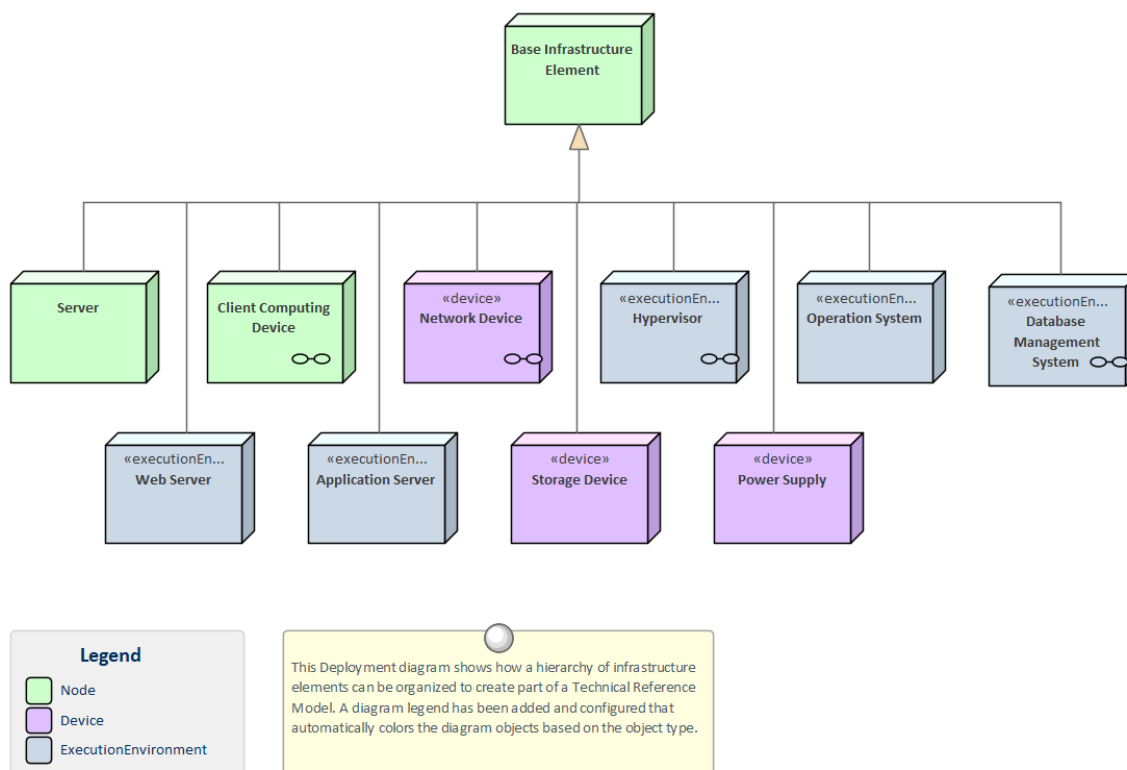 Base Infrastructure
Element
Server
Client Computing
Device
«device»
Network Device
«executionEn...
Hypervisor
«executionEn...
Operation System
«executionEn...
Database
Management
System
«executionEn...
Web Server
«executionEn...
Application Server
«device»
Storage Device
«device»
Power Supply
Legend
Node
Device
ExecutionEnvironment
This Deployment diagram shows how a hierarchy of infrastructure
elements can be organized to create part of a Technical Reference
Model. A diagram legend has been added and configured that
automatically colors the diagram objects based on the object type.